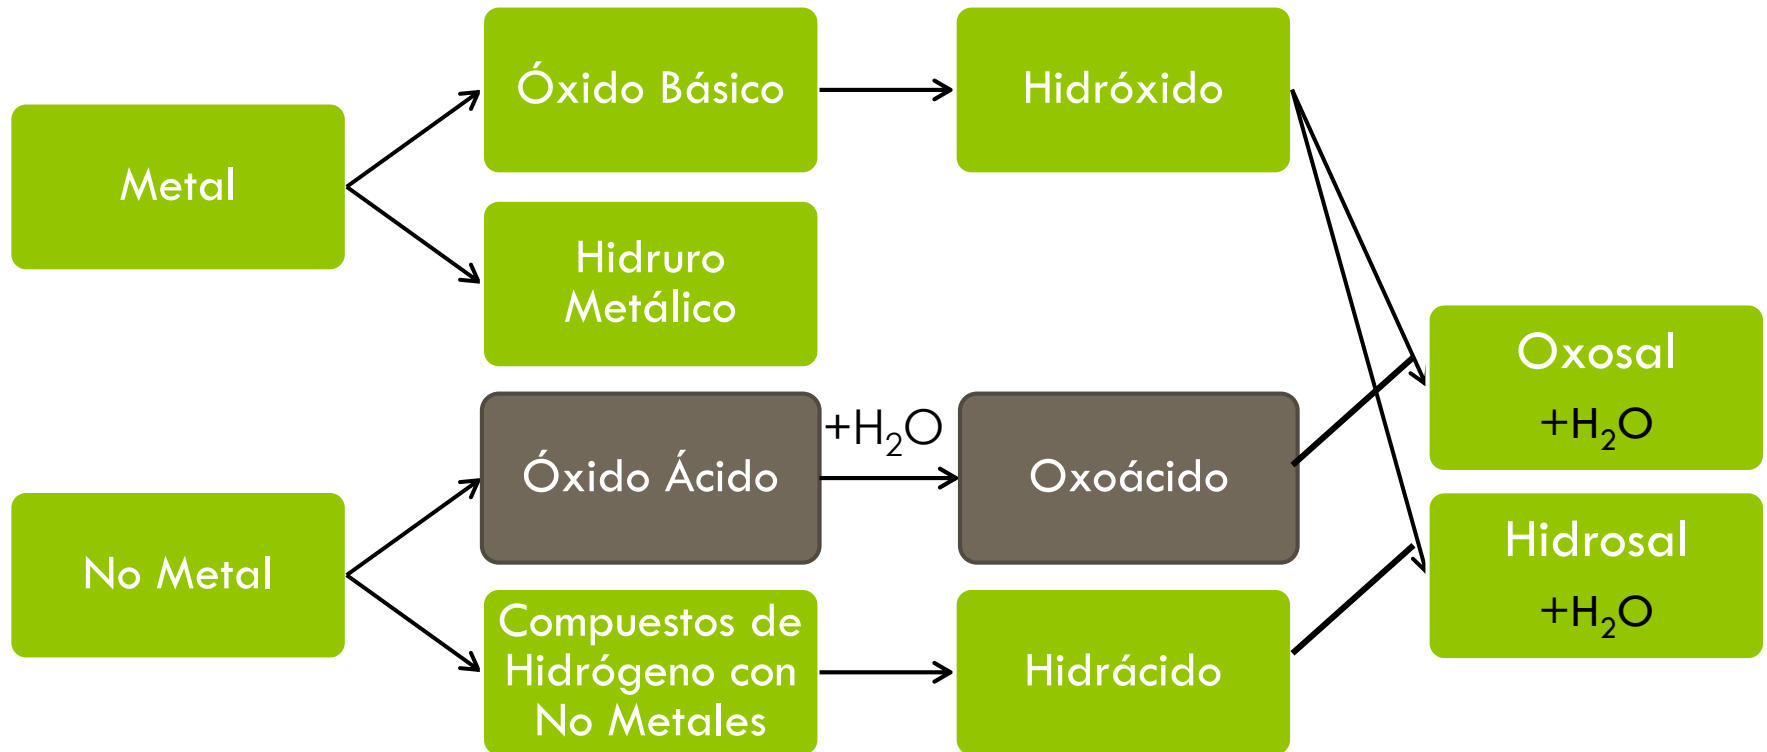 Metal
Óxido Básico
Hidróxido
Hidruro
Metálico
No Metal
Óxido Ácido
+H₂O
Oxoácido
Compuestos de
Hidrógeno con
No Metales
Hidrácido
Oxosal
+H₂O
Hidrosal
+H₂O